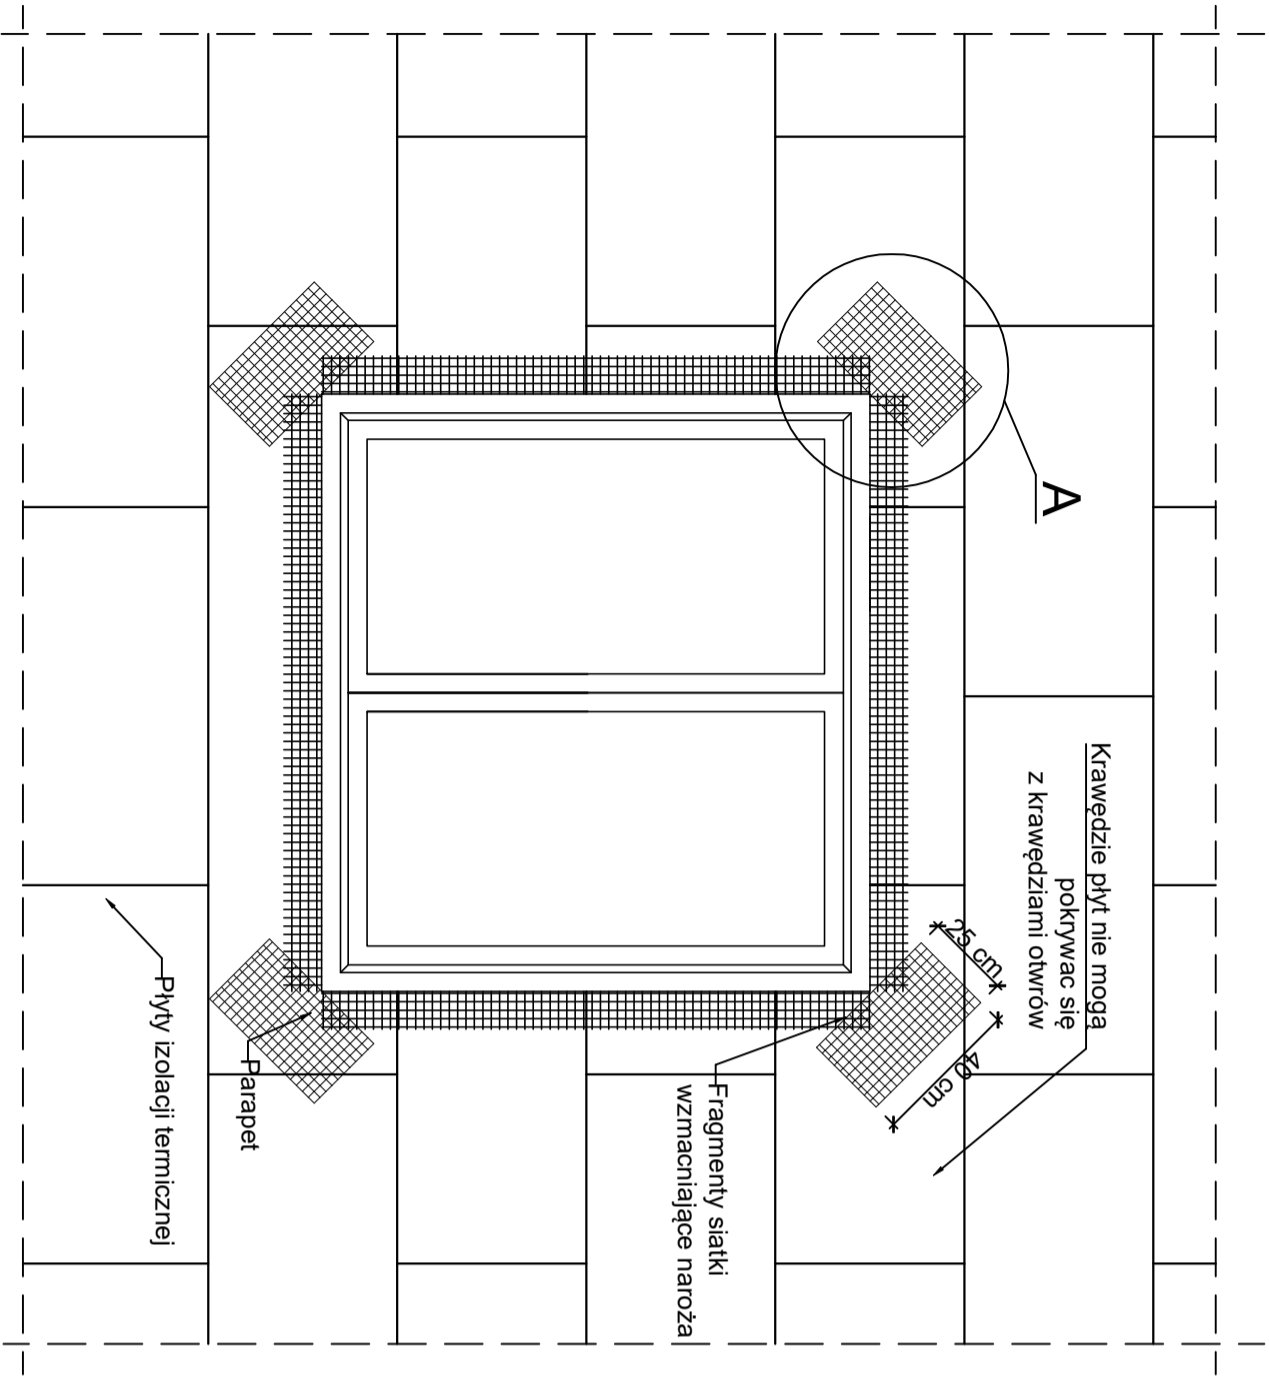 A
Krawędzie płyt nie mogą
pokrywac się
z krawędziami otwrów
25 cm
40 cm
Fragmenty siatki
wzmacniające naroża
Parapet
Płyty izolacji termicznej